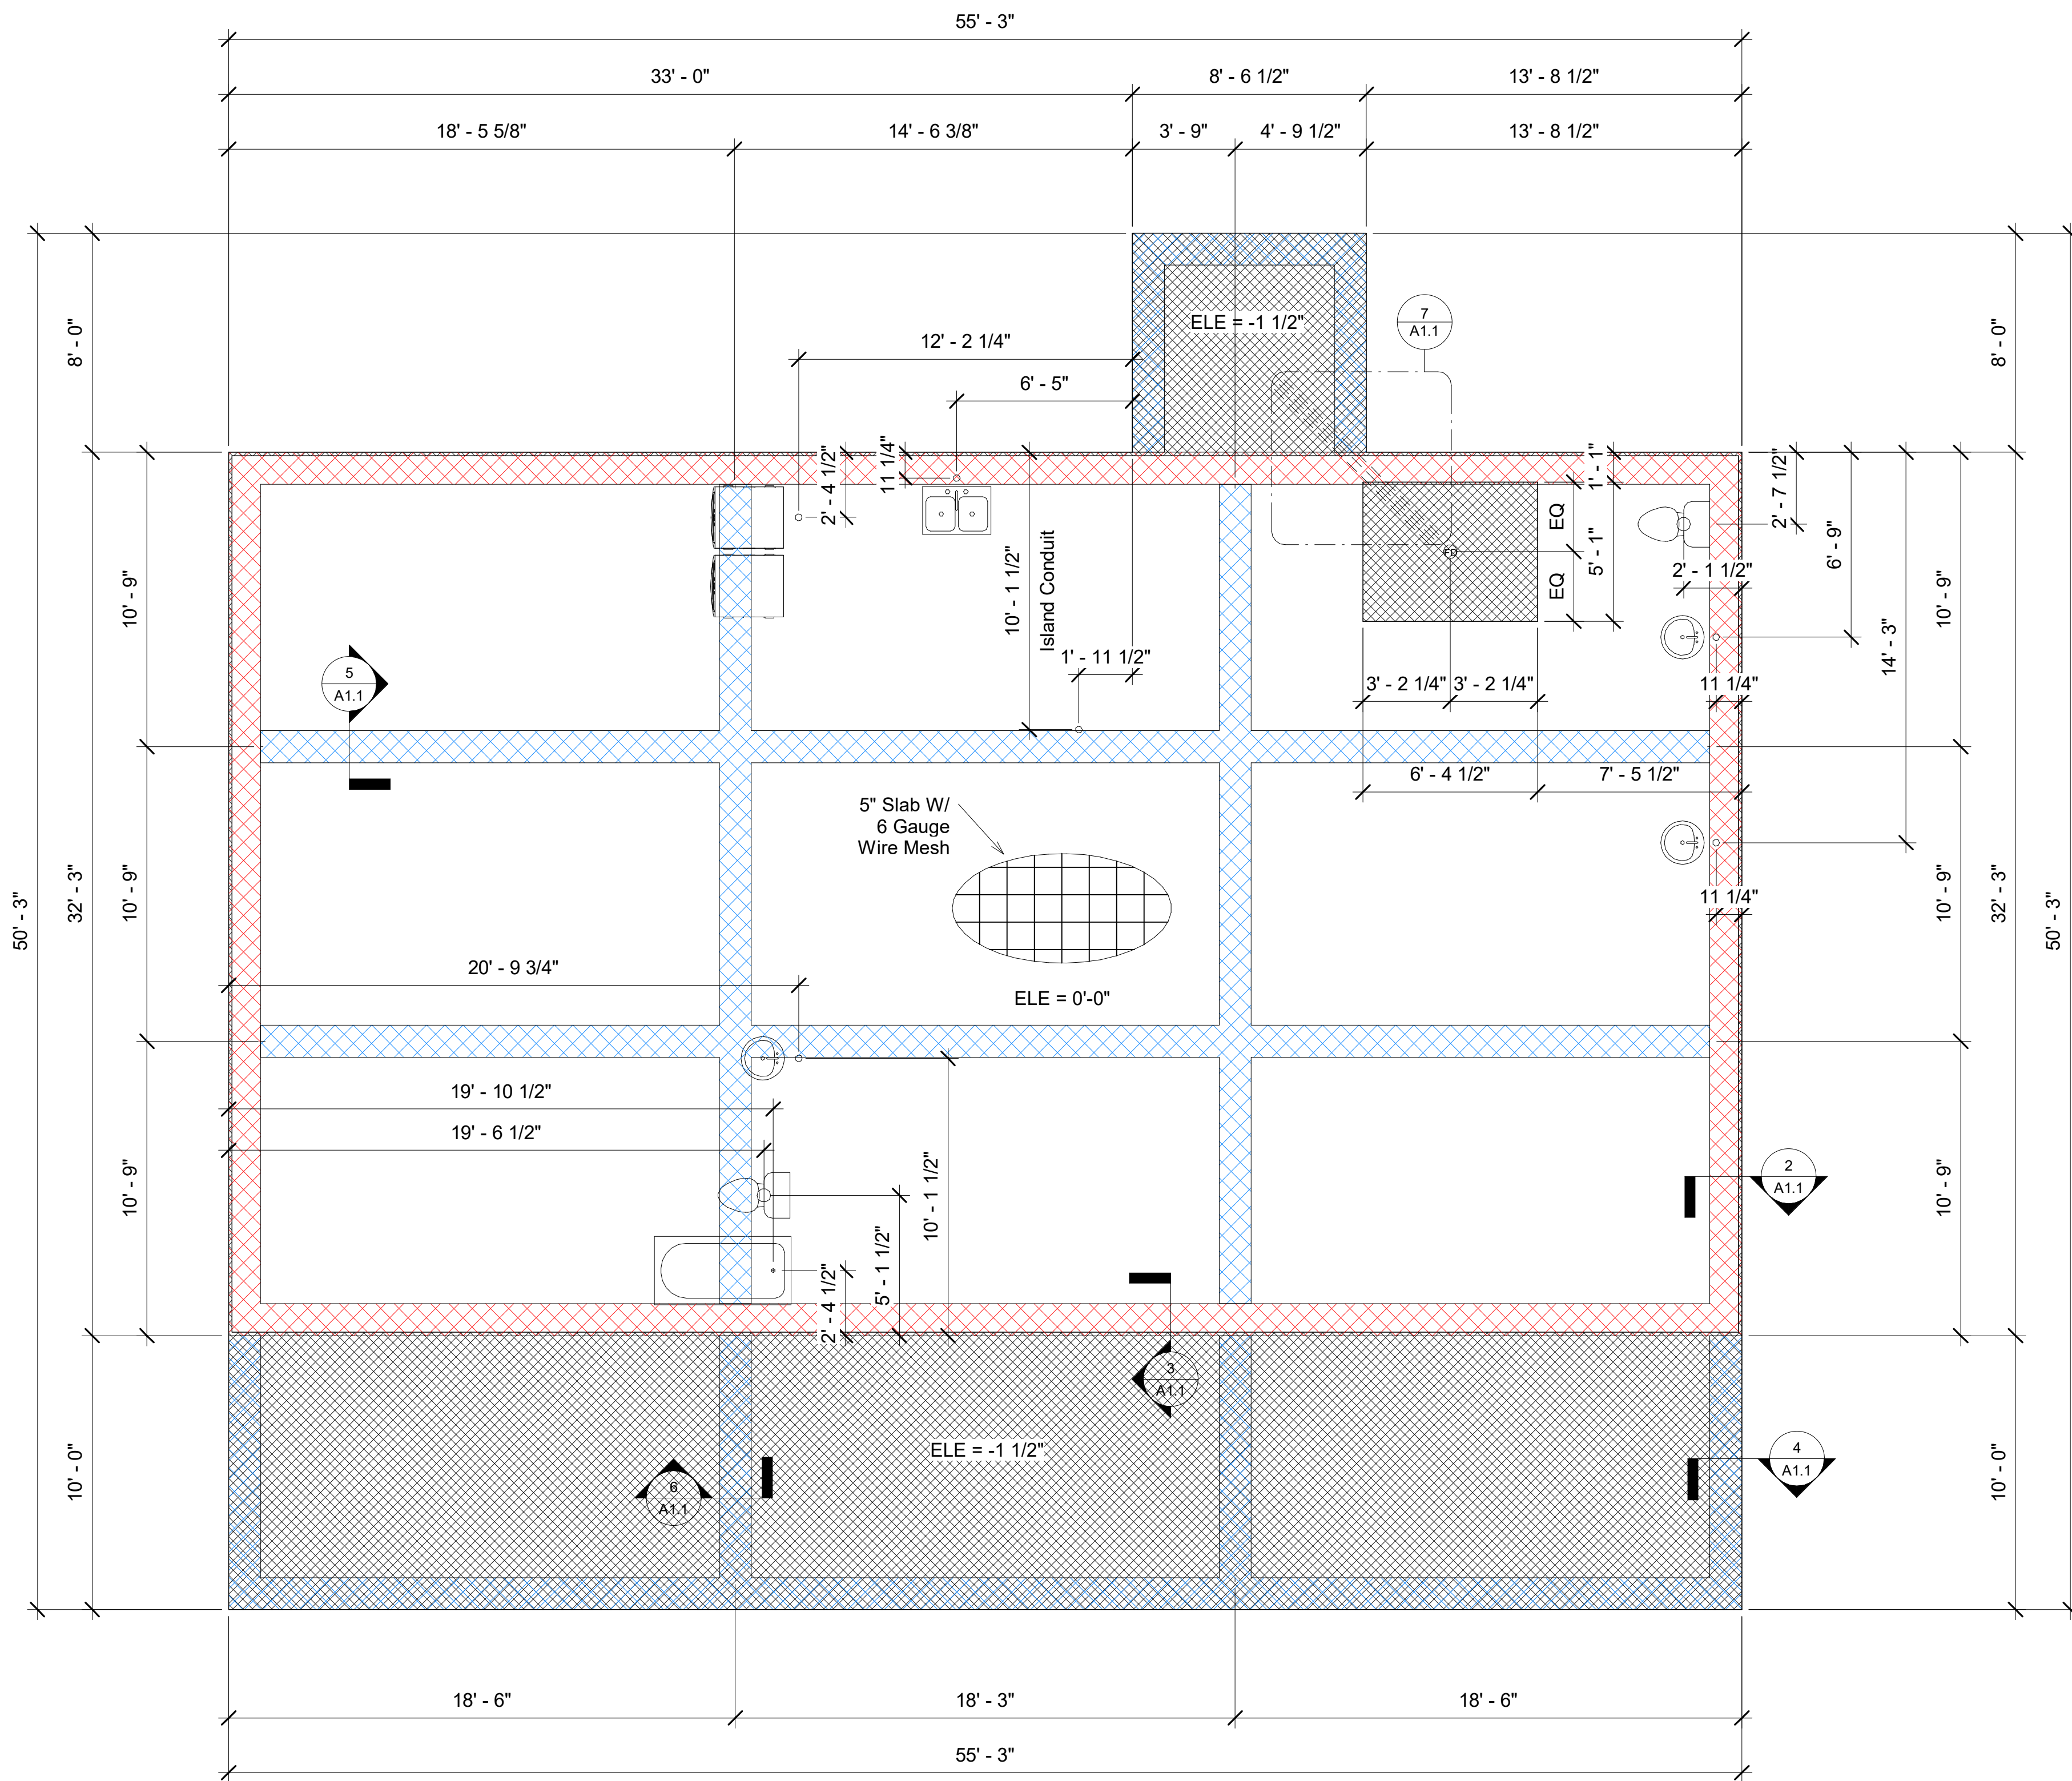 55' - 3"
33' - 0"
8' - 6 1/2"
13' - 8 1/2"
18' - 5 5/8"
14' - 6 3/8"
3' - 9"
4' - 9 1/2"
13' - 8 1/2"
ELE = -1 1/2"
7
A1.1
8' - 0"
8' - 0"
12' - 2 1/4"
6' - 5"
2' - 4 1/2"
11 1/4"
1' - 1"
2' - 7 1/2"
EQ
EQ
5' - 1"
FD
6' - 9"
2' - 1 1/2"
10' - 1 1/2"
Island Conduit
10' - 9"
10' - 9"
14' - 3"
1' - 11 1/2"
5
A1.1
3' - 2 1/4"
3' - 2 1/4"
11 1/4"
6' - 4 1/2"
7' - 5 1/2"
5" Slab W/
6 Gauge
Wire Mesh
50' - 3"
32' - 3"
10' - 9"
11 1/4"
10' - 9"
32' - 3"
50' - 3"
20' - 9 3/4"
ELE = 0'-0"
19' - 10 1/2"
19' - 6 1/2"
10' - 9"
10' - 1 1/2"
5' - 1 1/2"
2' - 4 1/2"
2
A1.1
10' - 9"
3
A1.1
ELE = -1 1/2"
10' - 0"
6
A1.1
4
A1.1
10' - 0"
18' - 6"
18' - 3"
18' - 6"
55' - 3"